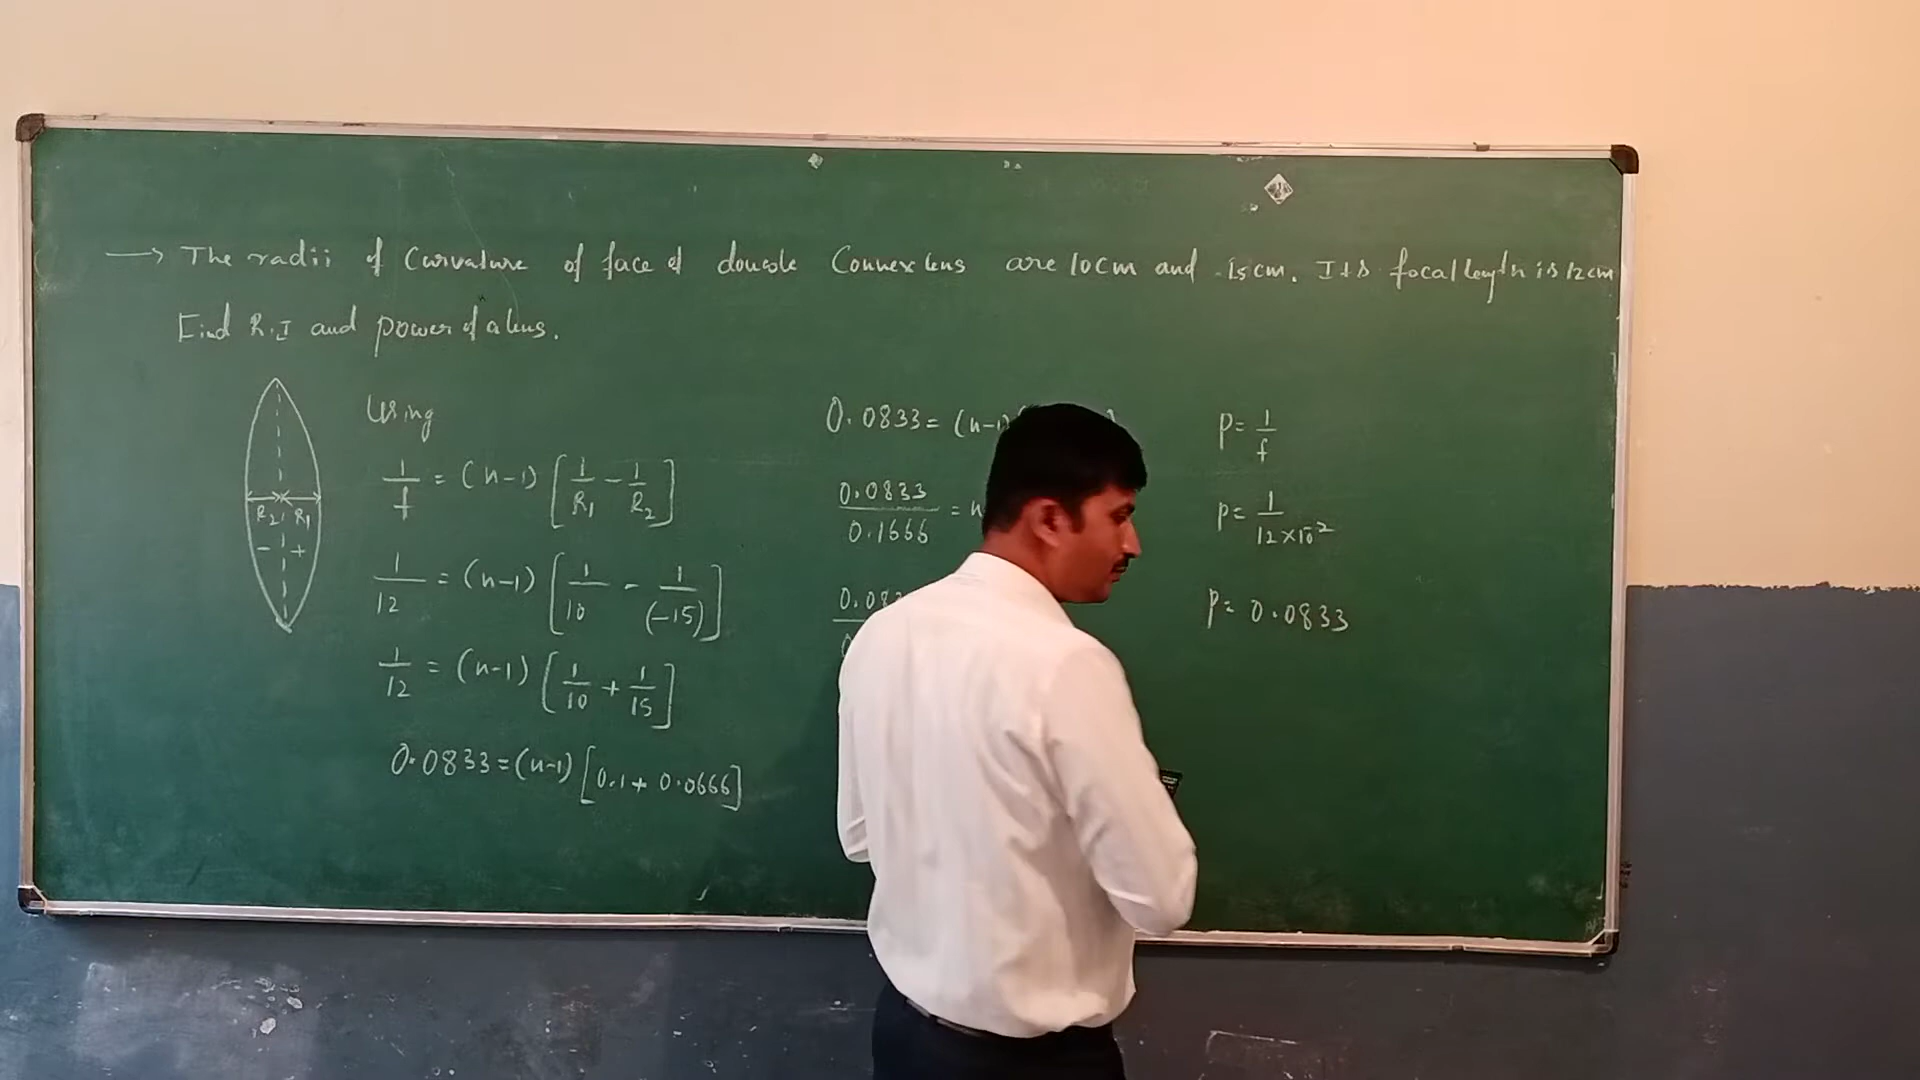 → The radii of Curvature of face of double Connex lens are 10cm and 15cm. Its focal length is 12cm
Find R.I and power of a lens.
R2 R1
- +
Using
1/f = (n-1) [1/R1 - 1/R2]
1/12 = (n-1) [1/10 - 1/(-15)]
1/12 = (n-1) [1/10 + 1/15]
0.0833 = (n-1) [0.1 + 0.0666]
0.0833 = (n-1)
0.0833/0.1666 = n
P = 1/f
P = 1/12×10^-2
P = 0.0833